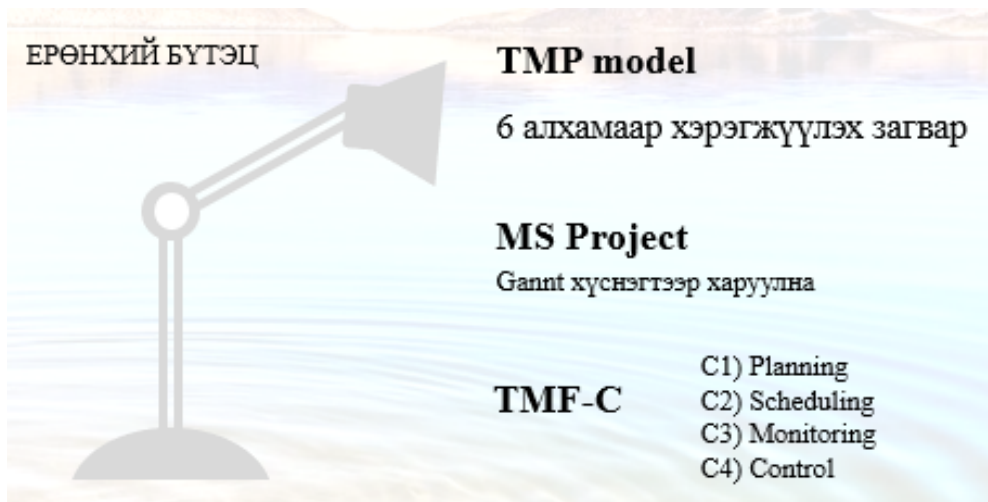 ЕРӨНХИЙ БҮТЭЦ
TMP model
6 алхамаар хэрэгжүүлэх загвар
MS Project
Gannt хүснэгтээр харуулна
TMF-C
C1) Planning
C2) Scheduling
C3) Monitoring
C4) Control